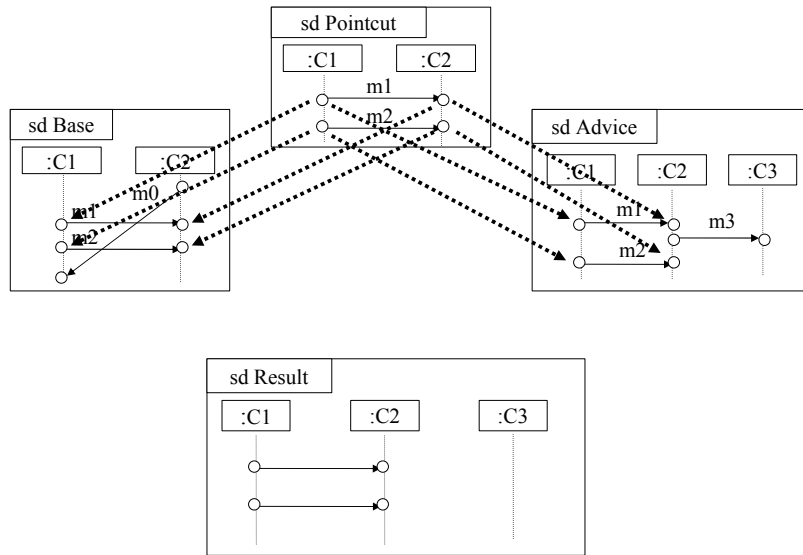 sd Pointcut
:C1 :C2
m1
m2
sd Base
:C1 :C2
m0
m1
m2
sd Advice
:C1 :C2 :C3
m1
m3
m2
sd Result
:C1 :C2 :C3